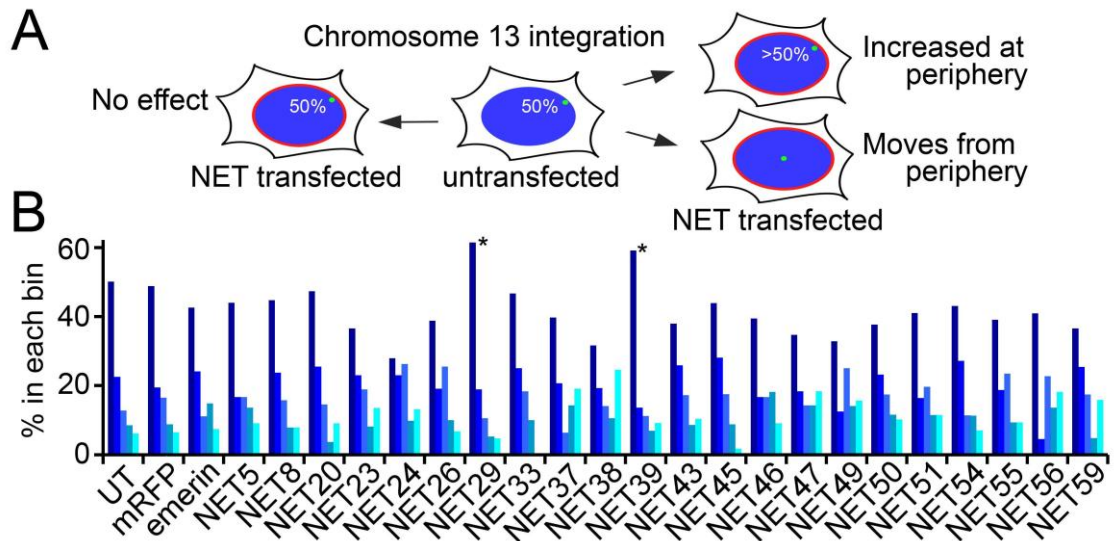 A
Chromosome 13 integration
No effect
50%
NET transfected
50%
untransfected
>50%
Increased at
periphery
Moves from
periphery
NET transfected
B
% in each bin
60
40
20
0
*
*
UT
mRFP
emerin
NET5
NET8
NET20
NET23
NET24
NET26
NET29
NET33
NET37
NET38
NET39
NET43
NET45
NET46
NET47
NET49
NET50
NET51
NET54
NET55
NET56
NET59